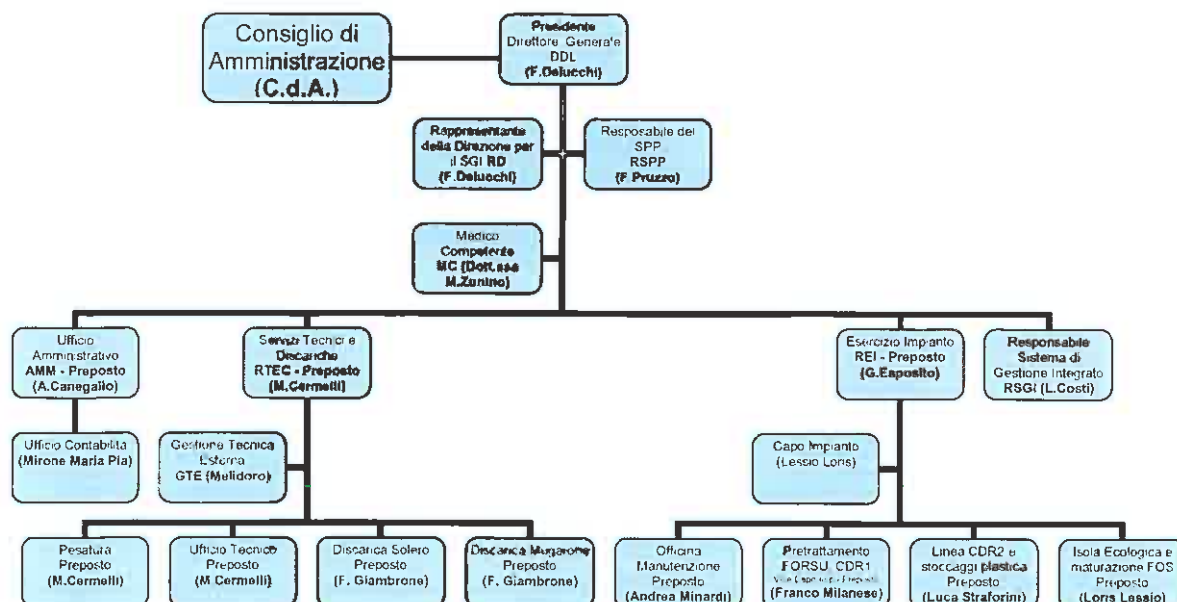 Consiglio di
Amministrazione
(C.d.A.)
Presidente
Direttore Generale
DDL
(F.Delucchi)
Rappresentante
della Direzione per
il SGI RD
(F.Delucchi)
Resposabile del
SPP
RSPP
(F.Pruzzo)
Medico
Competente
MC (Dott.ssa
M.Zunino)
Ufficio
Amministrativo
AMM - Preposto
(A.Canegallo)
Servizi Tecnici e
Discariche
RTEC - Preposto
(M.Cermelli)
Esercizio Impianto
REI - Preposto
(G.Esposito)
Responsabile
Sistema di
Gestione Integrato
RSGI (L.Costi)
Ufficio Contabilità
(Mirone Maria Pia)
Gestione Tecnica
Esterna
GTE (Melidoro)
Capo Impianto
(Lessio Loris)
Pesatura
Preposto
(M.Cermelli)
Ufficio Tecnico
Preposto
(M.Cermelli)
Discarica Solero
Preposto
(F. Giambrone)
Discarica Mugarone
Preposto
(F. Giambrone)
Officina
Manutenzione
Preposto
(Andrea Minardi)
Pretrattamento
FORSU, CDR1
Preposto
(Franco Milanese)
Linea CDR2 e
stoccaggi plastica
Preposto
(Luca Straforini)
Isola Ecologica e
maturazione FOS
Preposto
(Loris Lessio)